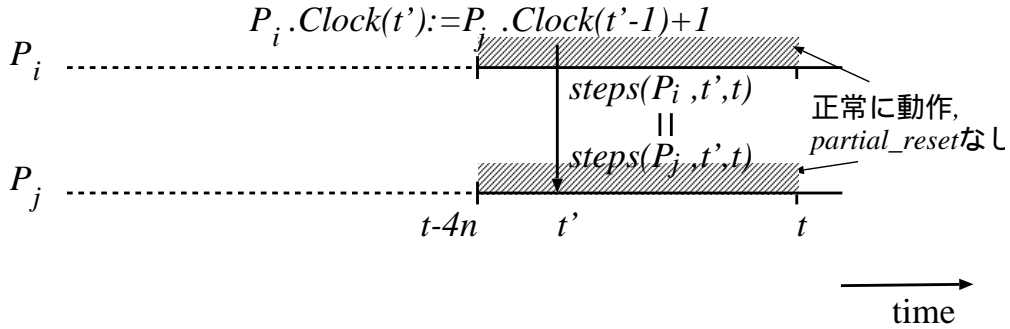 P_i .Clock(t'):=P_j .Clock(t'-1)+1
P_i
steps(P_i ,t',t)
=
steps(P_j ,t',t)
正常に動作,
partial_resetなし
P_j
t-4n
t'
t
time